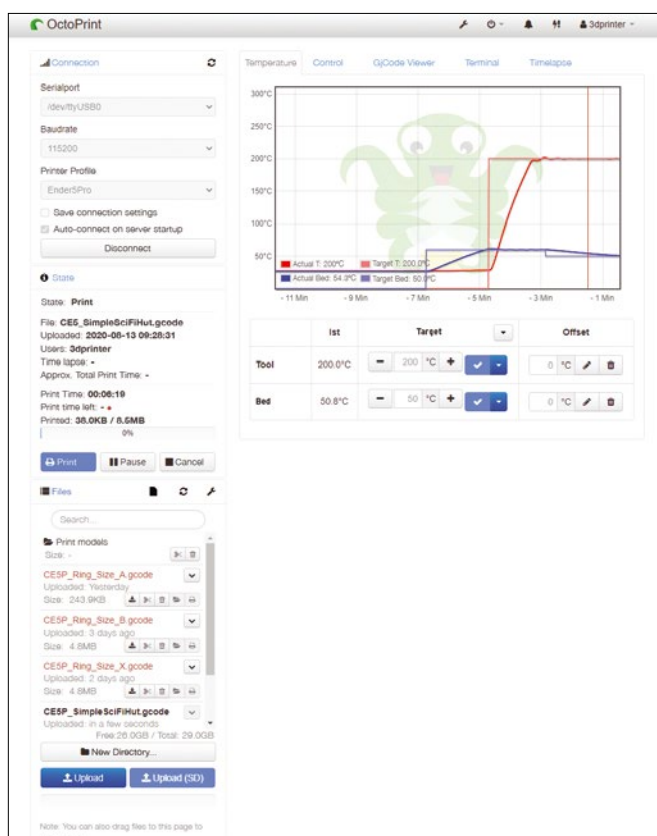 OctoPrint
3dprinter
Connection
Serialport
/dev/ttyUSB0
Baudrate
115200
Printer Profile
Ender5Pro
Save connection settings
Auto-connect on server startup
Disconnect
State
State: Print
File: CE5_SimpleSciFiHut.gcode
Uploaded: 2020-08-13 09:28:31
Users: 3dprinter
Time lapse: -
Approx. Total Print Time: -
Print Time: 00:06:19
Print time left: -
Printed: 38.0KB / 8.5MB
0%
Print Pause Cancel
Files
Search...
Print models
Size: -
CE5P_Ring_Size_A.gcode
Uploaded: Yesterday
Size: 243.9KB
CE5P_Ring_Size_B.gcode
Uploaded: 3 days ago
Size: 4.8MB
CE5P_Ring_Size_X.gcode
Uploaded: 2 days ago
Size: 4.8MB
CE5P_SimpleSciFiHut.gcode
Uploaded: in a few seconds
Free:26.0GB / Total: 29.0GB
New Directory...
Upload Upload (SD)
Note: You can also drag files to this page to
Temperature Control GjCode Viewer Terminal Timelapse
300°C
250°C
200°C
150°C
100°C
50°C
Actual T: 200°C Target T: 200.0°C
Actual Bed: 54.3°C Target Bed: 50.0°C
- 11 Min - 9 Min - 7 Min - 5 Min - 3 Min - 1 Min
Ist Target Offset
Tool 200.0°C 200 °C 0 °C
Bed 50.8°C 50 °C 0 °C